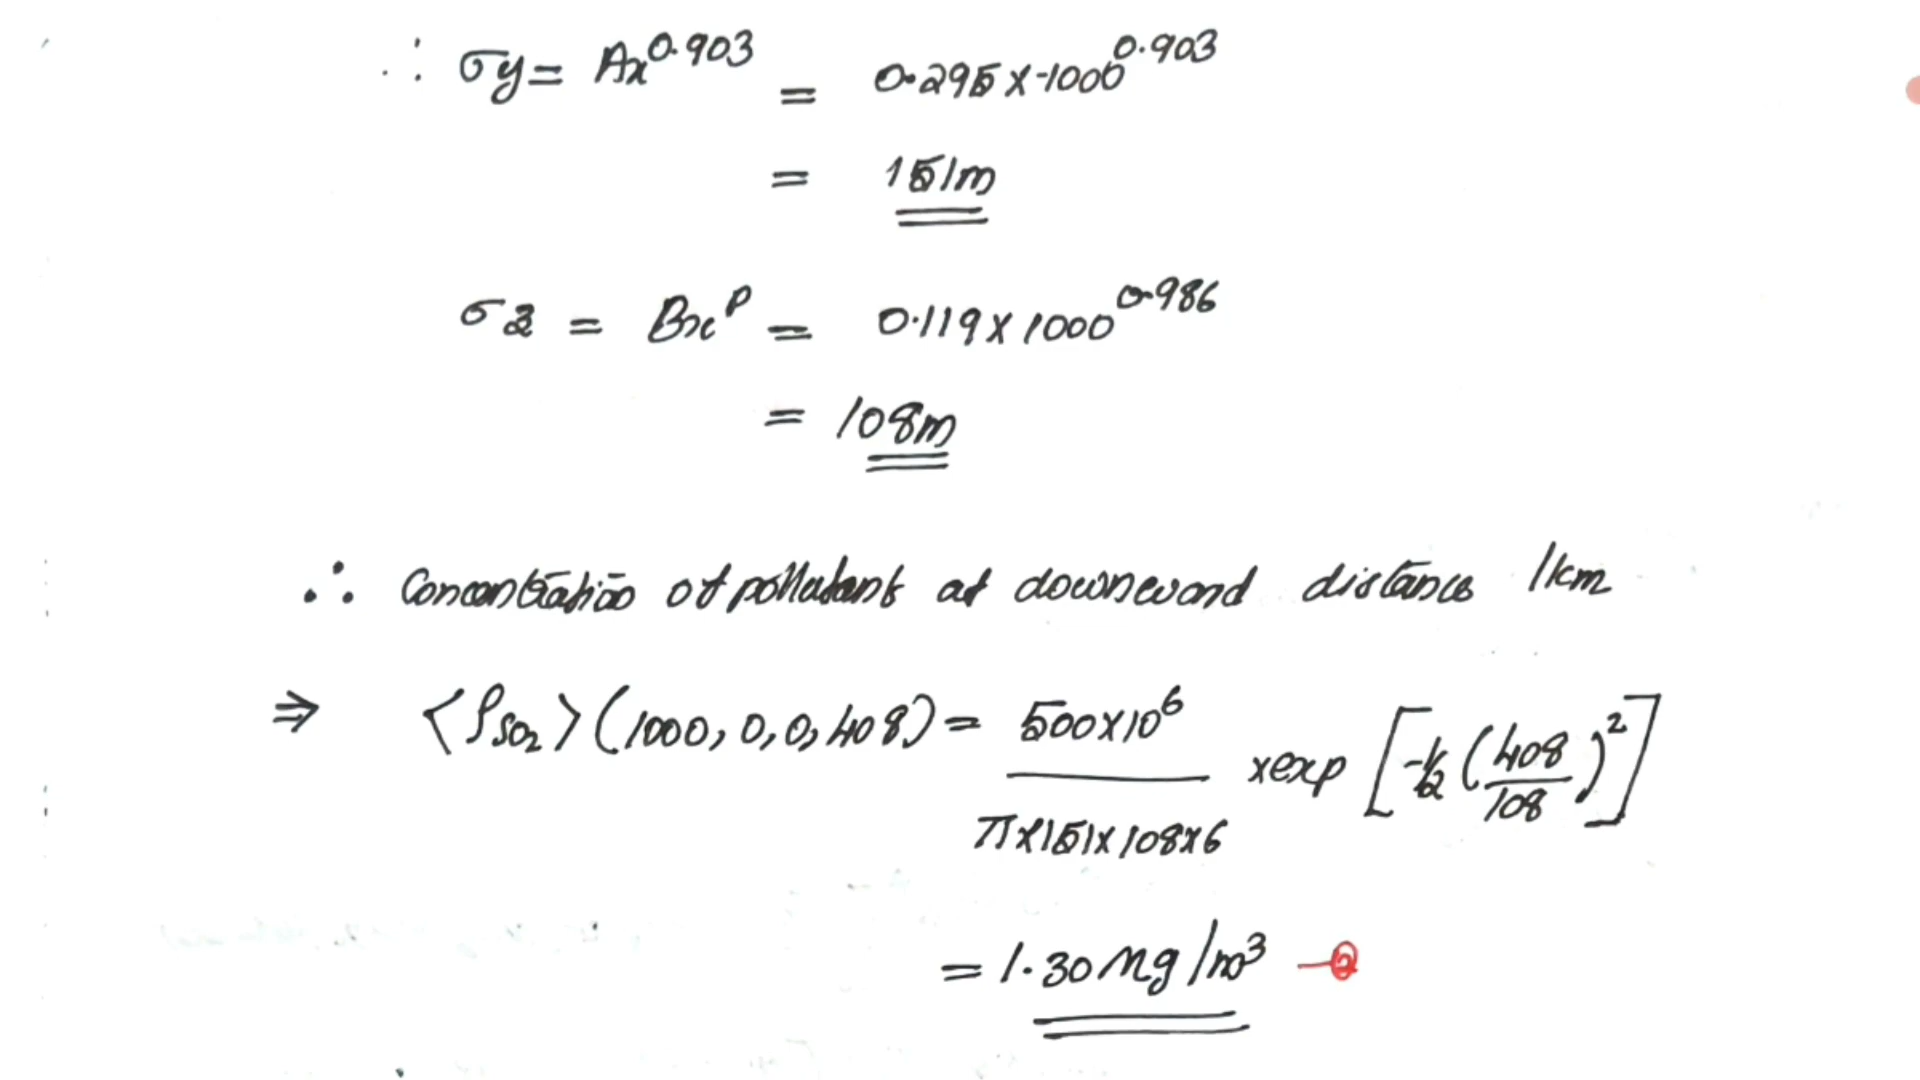 ∴ σy = Ax^0.903 = 0.295 × 1000^0.903
= 151m
σz = Bx^p = 0.119 × 1000^0.986
= 108m
∴ Concentration of pollutant at downward distance 1km
⇒ <ρSO₂> (1000, 0, 0, 408) = 500×10^6 / π×151×108×6 × exp [-1/2 (408/108)^2]
= 1.30 Mg/m³ —②